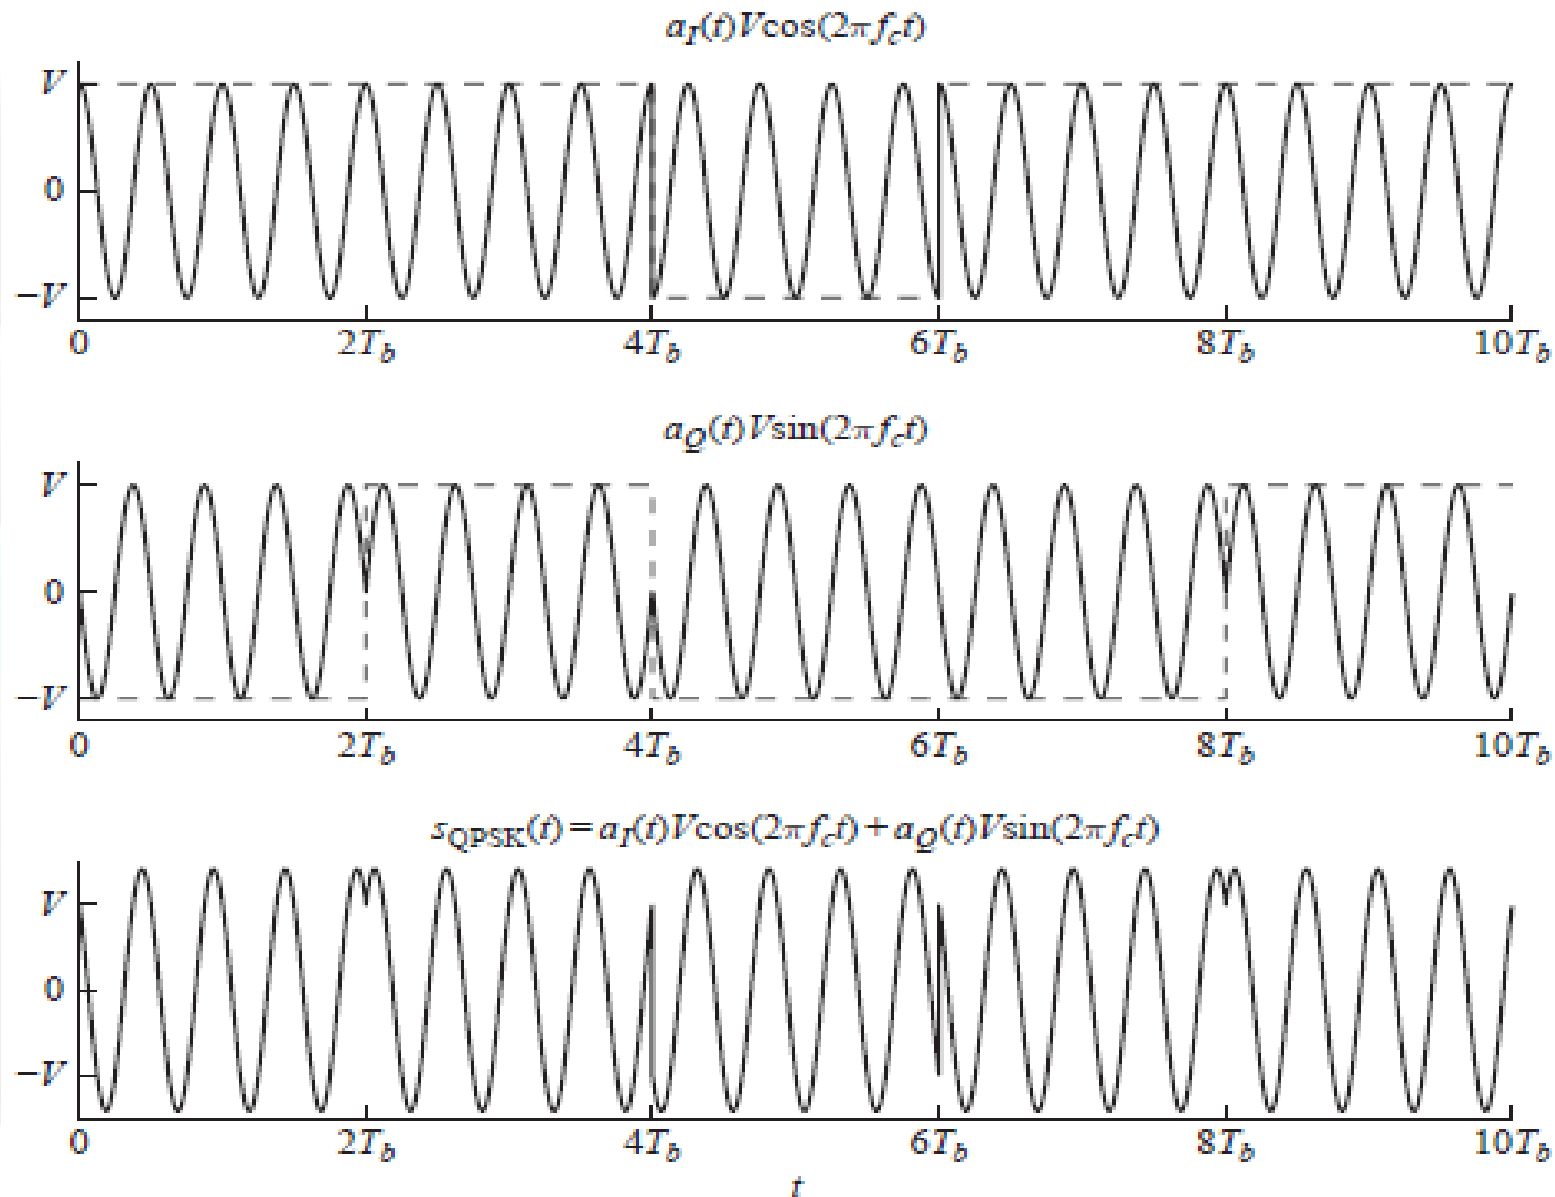 a_I(t)Vcos(2πf_ct)
V
0
−V
0 2T_b 4T_b 6T_b 8T_b 10T_b
a_Q(t)Vsin(2πf_ct)
V
0
−V
0 2T_b 4T_b 6T_b 8T_b 10T_b
s_QPSK(t)=a_I(t)Vcos(2πf_ct)+a_Q(t)Vsin(2πf_ct)
V
0
−V
0 2T_b 4T_b 6T_b 8T_b 10T_b
t